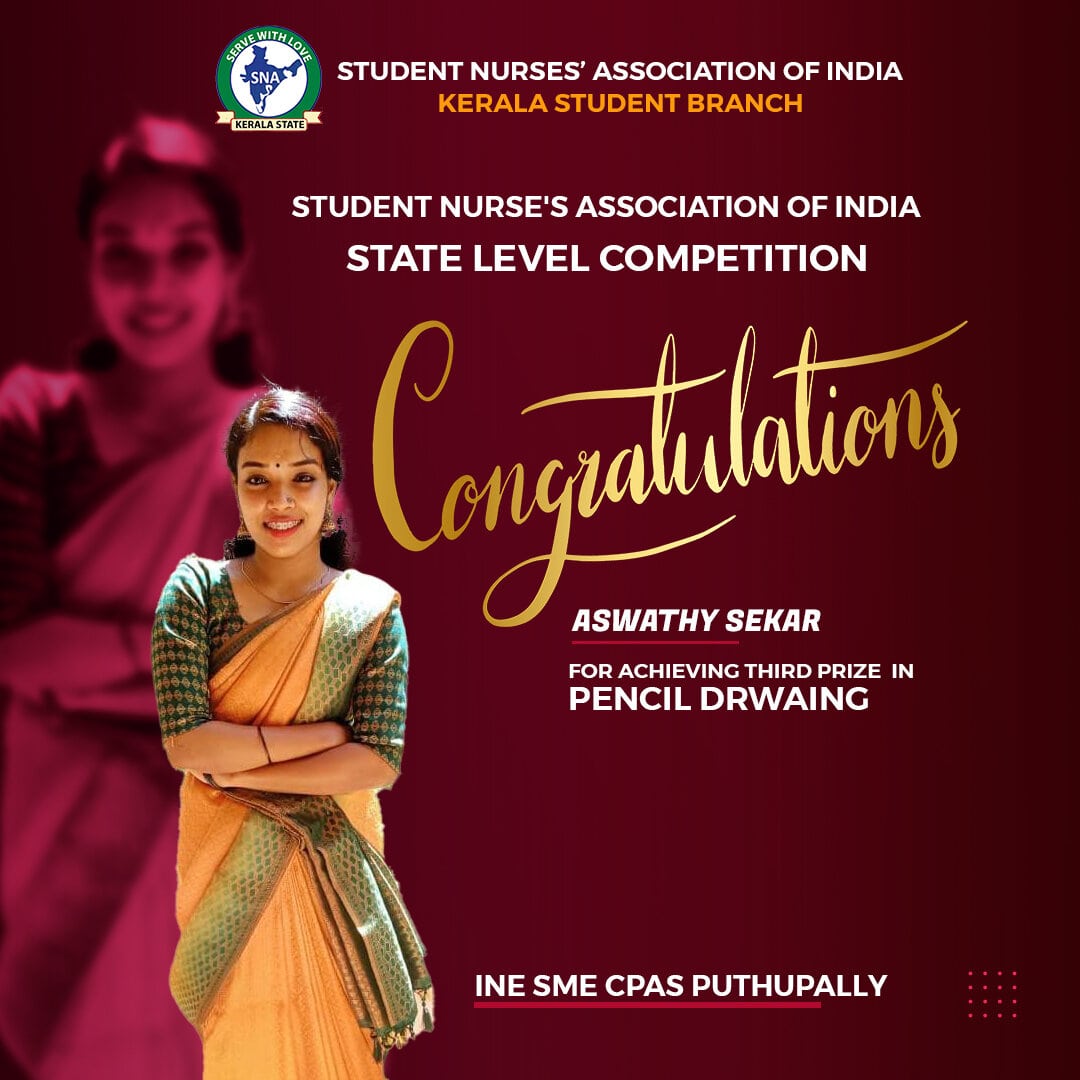 SERVE WITH LOVE
SNA
KERALA STATE
STUDENT NURSES’ ASSOCIATION OF INDIA
KERALA STUDENT BRANCH
STUDENT NURSE'S ASSOCIATION OF INDIA
STATE LEVEL COMPETITION
Congratulations
ASWATHY SEKAR
FOR ACHIEVING THIRD PRIZE IN
PENCIL DRWAING
INE SME CPAS PUTHUPALLY